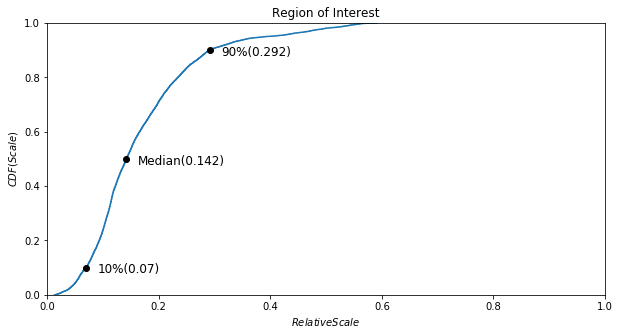 Region of Interest
1.0
0.8
0.6
0.4
0.2
0.0
CDF(Scale)
90%(0.292)
Median(0.142)
10%(0.07)
0.0 0.2 0.4 0.6 0.8 1.0
RelativeScale